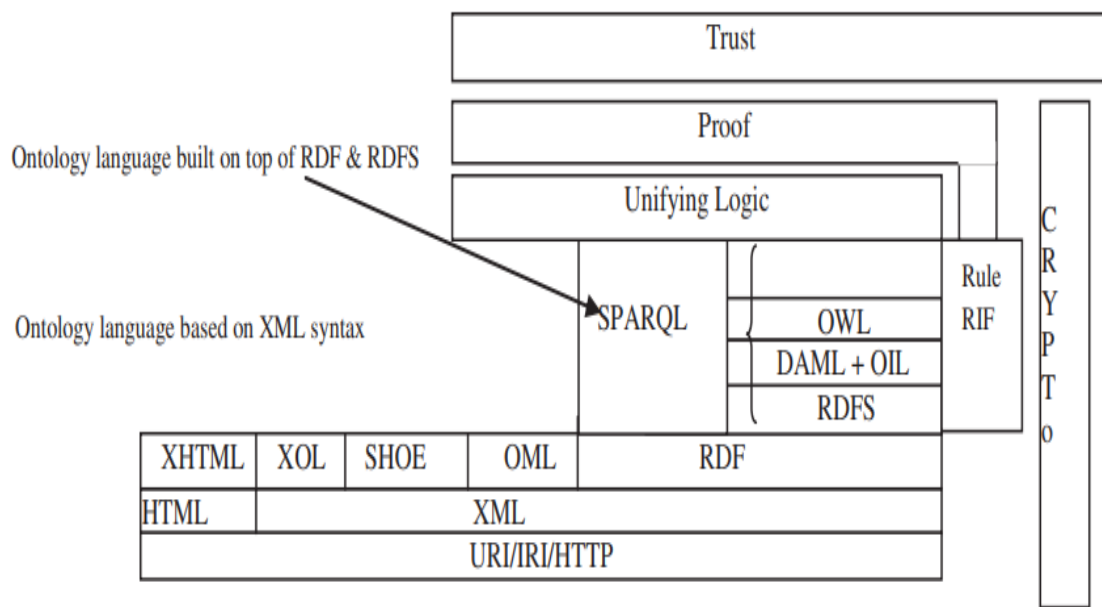 Trust
Proof
Ontology language built on top of RDF & RDFS
Unifying Logic
SPARQL
OWL
DAML + OIL
RDFS
Rule
RIF
C
R
Y
P
T
o
Ontology language based on XML syntax
XHTML XOL SHOE OML RDF
HTML XML
URI/IRI/HTTP